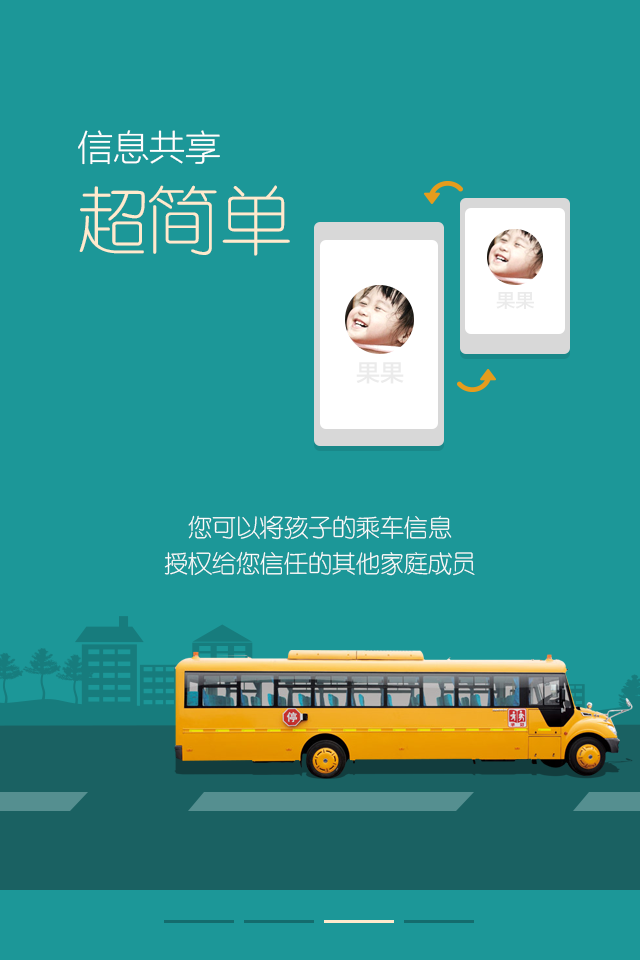 信息共享
超简单
果果
果果
您可以将孩子的乘车信息
授权给您信任的其他家庭成员
停